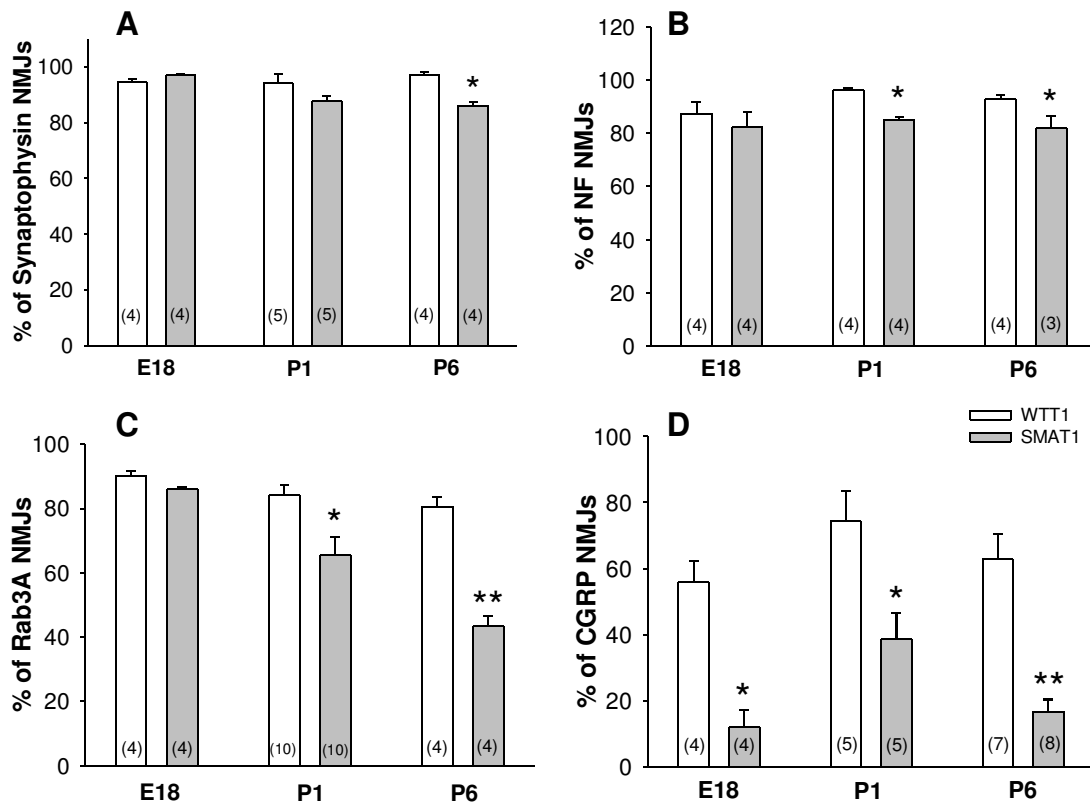 A
% of Synaptophysin NMJs
100
80
60
40
20
0
*
(4) (4) (5) (5) (4) (4)
E18 P1 P6
B
% of NF NMJs
120
100
80
60
40
20
0
* *
(4) (4) (4) (4) (4) (3)
E18 P1 P6
C
% of Rab3A NMJs
100
80
60
40
20
0
* **
(4) (4) (10) (10) (4) (4)
E18 P1 P6
D
WTT1
SMAT1
% of CGRP NMJs
100
80
60
40
20
0
* * **
(4) (4) (5) (5) (7) (8)
E18 P1 P6